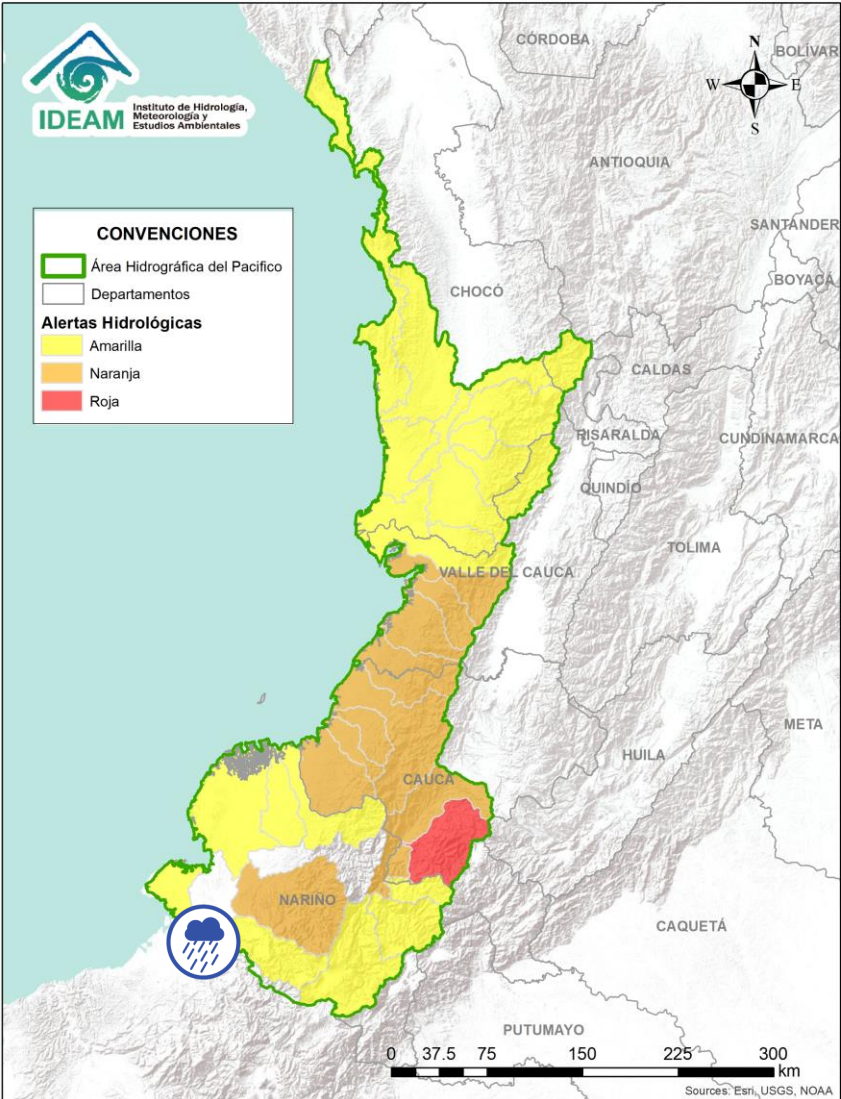 IDEAM
Instituto de Hidrología,
Meteorología y
Estudios Ambientales
CONVENCIONES
Área Hidrográfica del Pacifico
Departamentos
Alertas Hidrológicas
Amarilla
Naranja
Roja
N
W
E
S
CÓRDOBA
BOLÍVAR
ANTIOQUIA
SANTANDER
BOYACÁ
CHOCÓ
CALDAS
RISARALDA
CUNDINAMARCA
QUINDÍO
TOLIMA
VALLE DEL CAUCA
META
HUILA
CAUCA
NARIÑO
CAQUETÁ
PUTUMAYO
0 37.5 75 150 225 300
km
Sources: Esri, USGS, NOAA